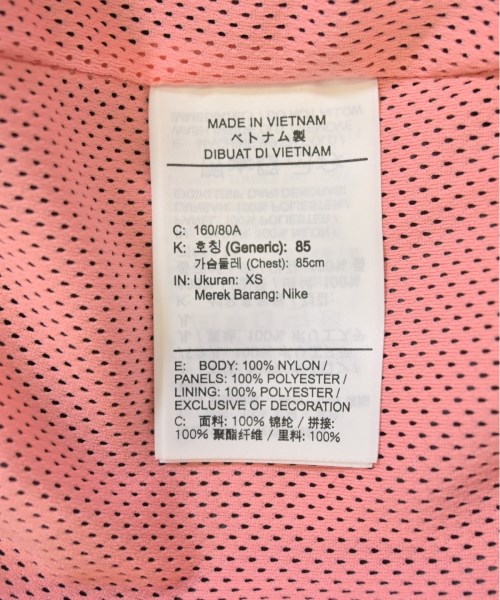 MADE IN VIETNAM
ベトナム製
DIBUAT DI VIETNAM
C: 160/80A
K: 호칭 (Generic): 85
가슴둘레 (Chest): 85cm
IN: Ukuran: XS
Merek Barang: Nike
E: BODY: 100% NYLON /
PANELS: 100% POLYESTER /
LINING: 100% POLYESTER /
EXCLUSIVE OF DECORATION
C: 面料: 100% 锦纶 / 拼接:
100% 聚酯纤维 / 里料: 100%